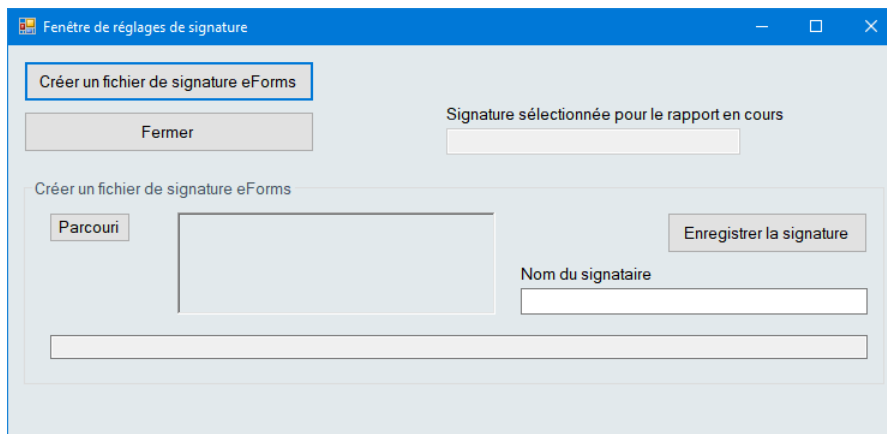 Fenêtre de réglages de signature
Créer un fichier de signature eForms
Fermer
Signature sélectionnée pour le rapport en cours
Créer un fichier de signature eForms
Parcouri
Enregistrer la signature
Nom du signataire